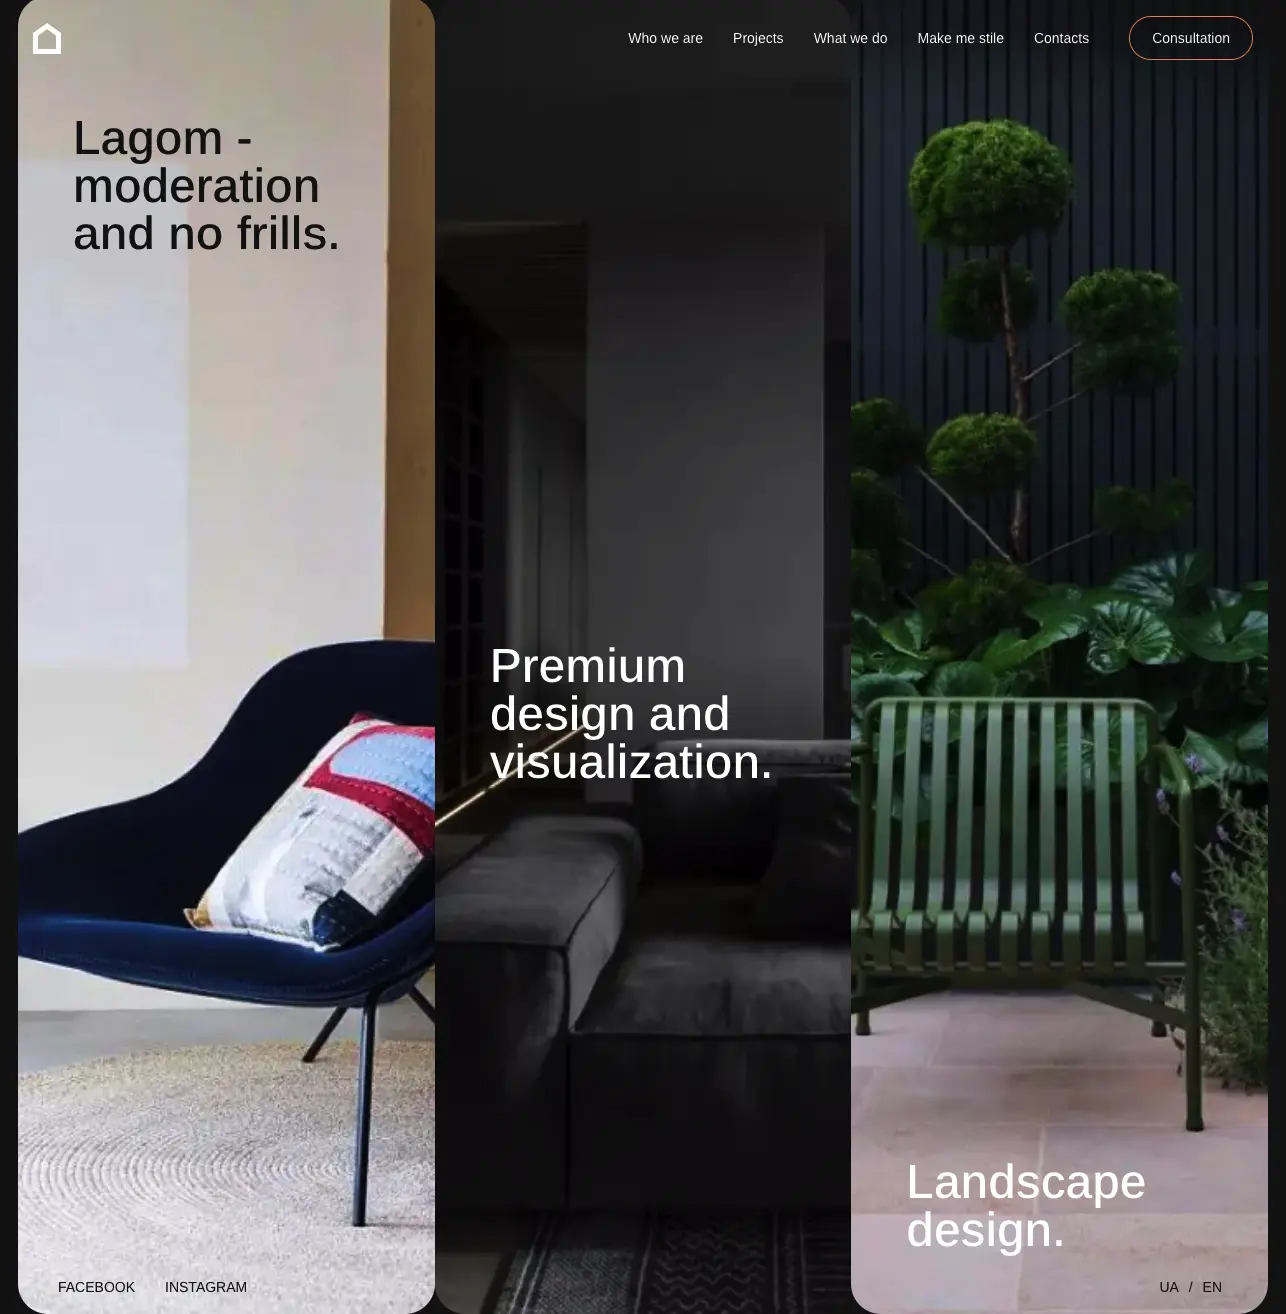 Who we are
Projects
What we do
Make me stile
Contacts
Consultation
Lagom -
moderation
and no frills.
Premium
design and
visualization.
Landscape
design.
FACEBOOK
INSTAGRAM
UA / EN